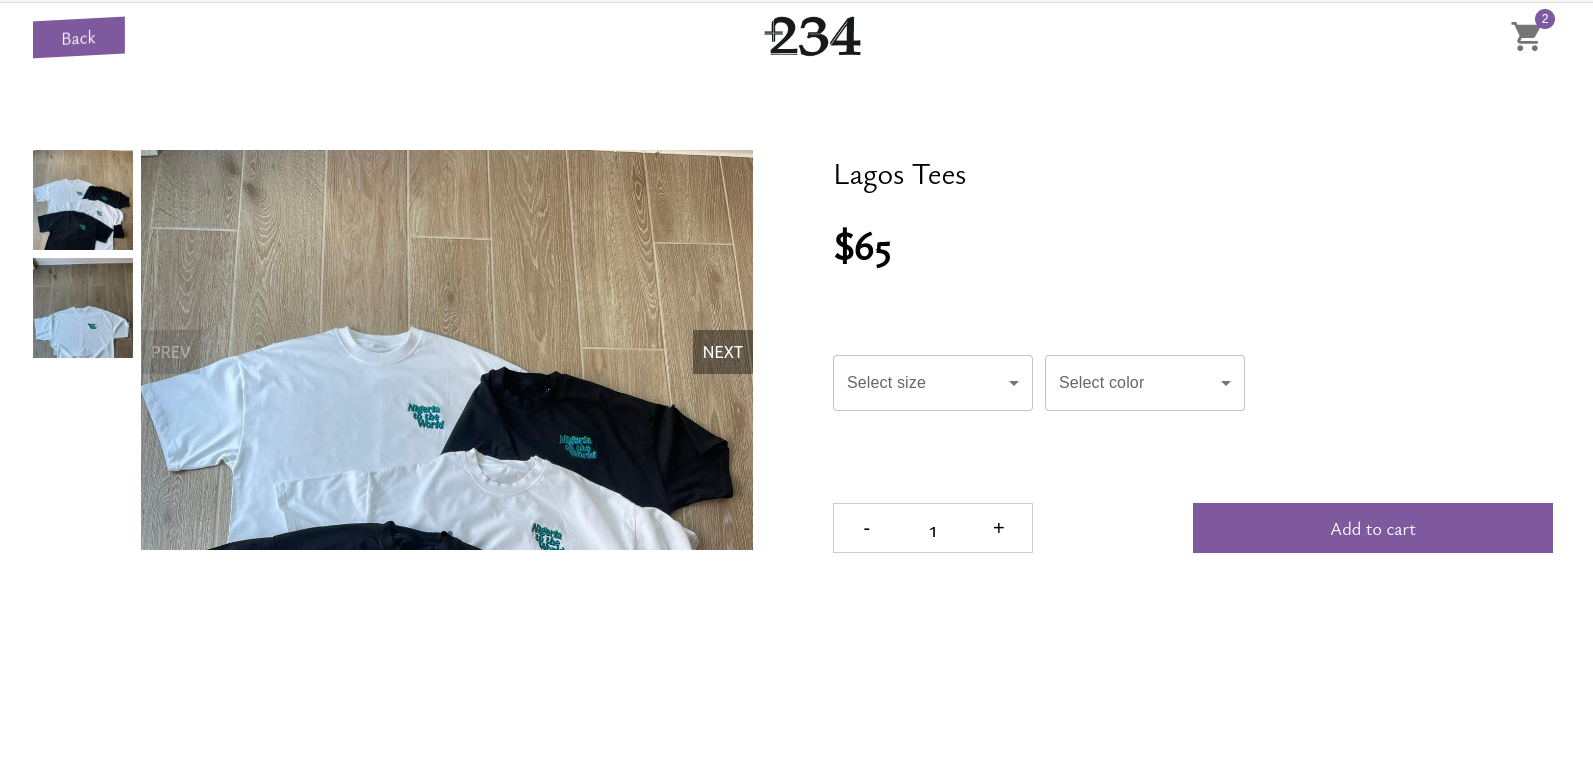 Back
+234
2
Lagos Tees
$65
PREV
NEXT
Nigeria
to the
World
Nigeria
to the
World
Nigeria
to the
World
Select size
Select color
- 1 +
Add to cart